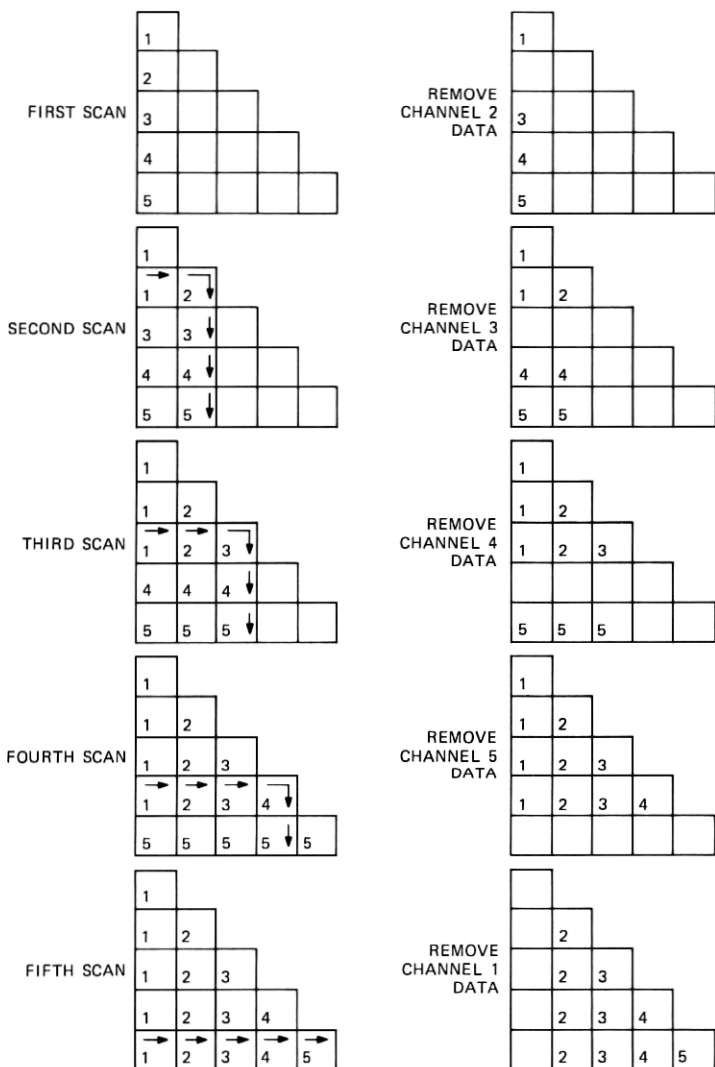 FIRST SCAN
1
2
3
4
5
REMOVE
CHANNEL 2
DATA
1
3
4
5
SECOND SCAN
1
1 2
3 3
4 4
5 5
REMOVE
CHANNEL 3
DATA
1
1 2
4 4
5 5
THIRD SCAN
1
1 2
1 2 3
4 4 4
5 5 5
REMOVE
CHANNEL 4
DATA
1
1 2
1 2 3
5 5 5
FOURTH SCAN
1
1 2
1 2 3
1 2 3 4
5 5 5 5 5
REMOVE
CHANNEL 5
DATA
1
1 2
1 2 3
1 2 3 4
FIFTH SCAN
1
1 2
1 2 3
1 2 3 4
1 2 3 4 5
REMOVE
CHANNEL 1
DATA
2
2 3
2 3 4
2 3 4 5